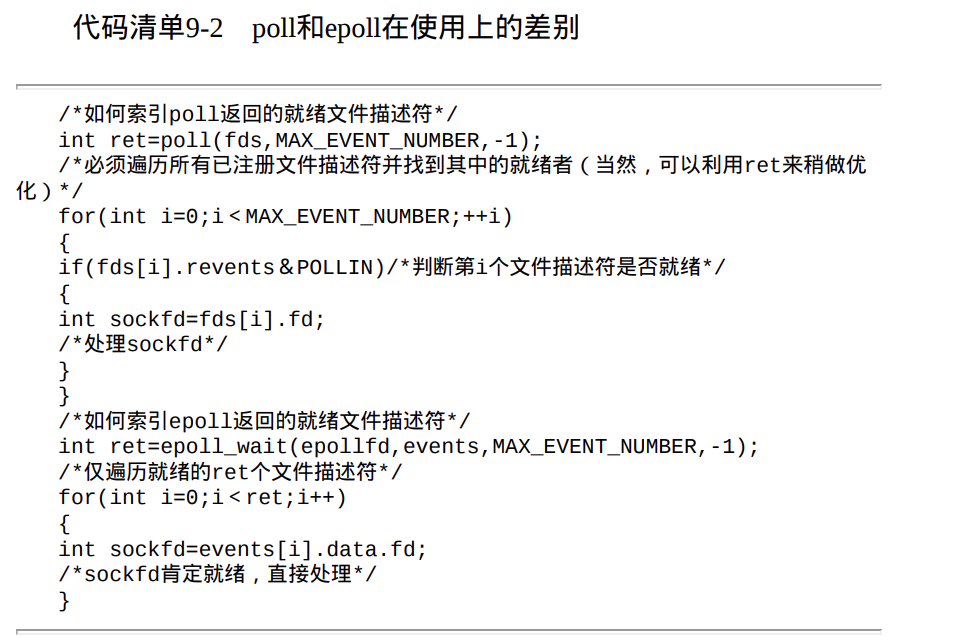 代码清单9-2　poll和epoll在使用上的差别
/*如何索引poll返回的就绪文件描述符*/
int ret=poll(fds,MAX_EVENT_NUMBER,-1);
/*必须遍历所有已注册文件描述符并找到其中的就绪者（当然，可以利用ret来稍做优
化）*/
for(int i=0;i＜MAX_EVENT_NUMBER;++i)
{
if(fds[i].revents＆POLLIN)/*判断第i个文件描述符是否就绪*/
{
int sockfd=fds[i].fd;
/*处理sockfd*/
}
}
/*如何索引epoll返回的就绪文件描述符*/
int ret=epoll_wait(epollfd,events,MAX_EVENT_NUMBER,-1);
/*仅遍历就绪的ret个文件描述符*/
for(int i=0;i＜ret;i++)
{
int sockfd=events[i].data.fd;
/*sockfd肯定就绪，直接处理*/
}